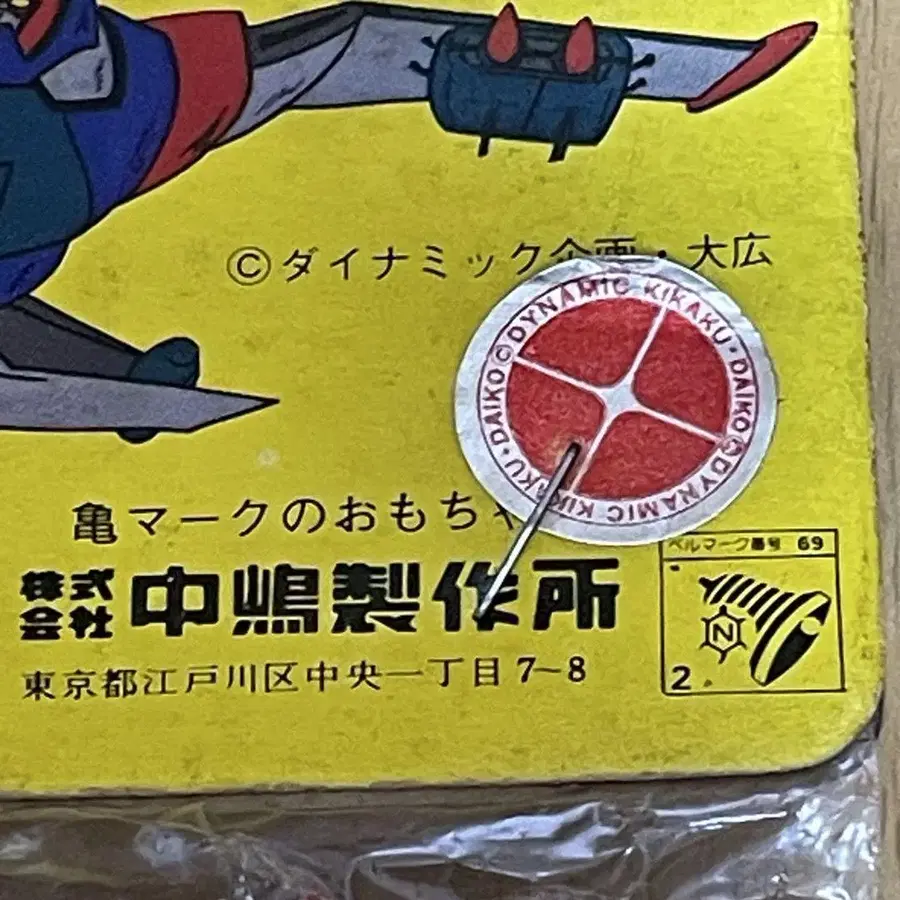 ©ダイナミック企画・大広
©DYNAMIC KIKAKU・DAIKO©DYNAMIC KIKAKU・DAIKO
亀マークのおもちゃ
株式会社 中嶋製作所
東京都江戸川区中央一丁目7〜8
ベルマーク番号 69
N
2